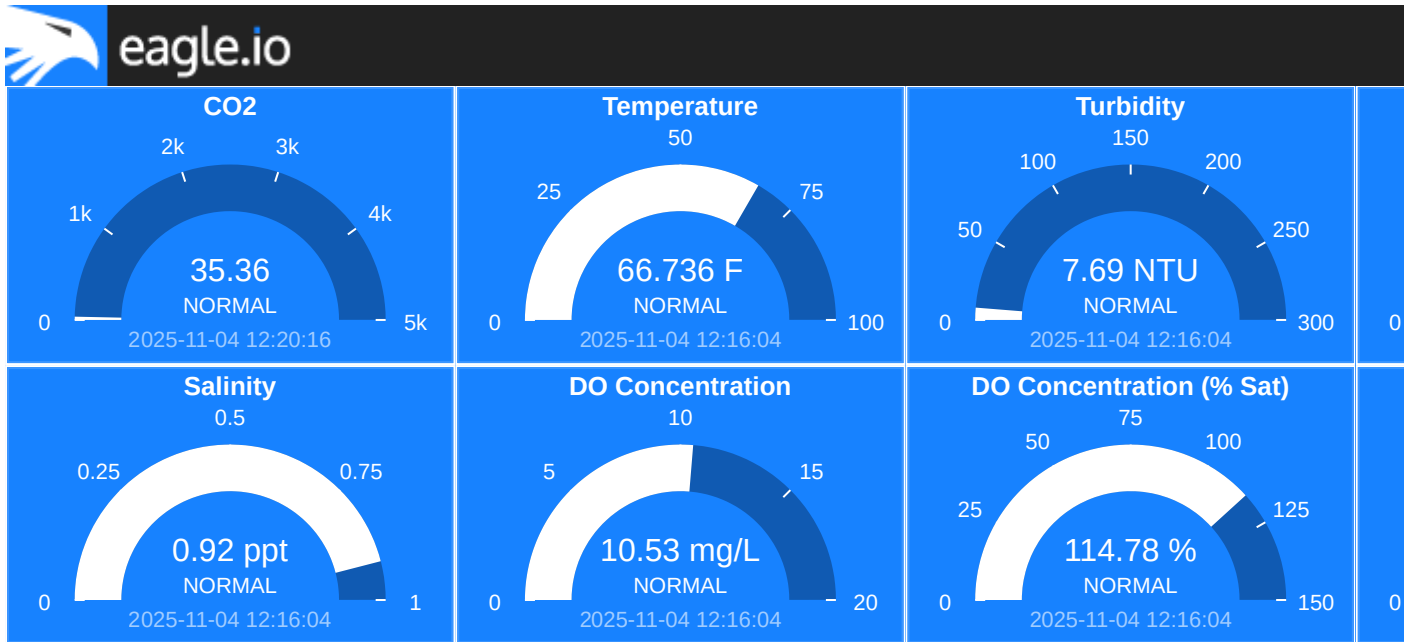 eagle.io
CO2
2k
3k
1k
4k
35.36
NORMAL
0
5k
2025-11-04 12:20:16
Temperature
50
25
75
66.736 F
NORMAL
0
100
2025-11-04 12:16:04
Turbidity
150
100
200
50
250
7.69 NTU
NORMAL
0
300
2025-11-04 12:16:04
0
Salinity
0.5
0.25
0.75
0.92 ppt
NORMAL
0
1
2025-11-04 12:16:04
DO Concentration
10
5
15
10.53 mg/L
NORMAL
0
20
2025-11-04 12:16:04
DO Concentration (% Sat)
75
50
100
25
125
114.78 %
NORMAL
0
150
2025-11-04 12:16:04
0